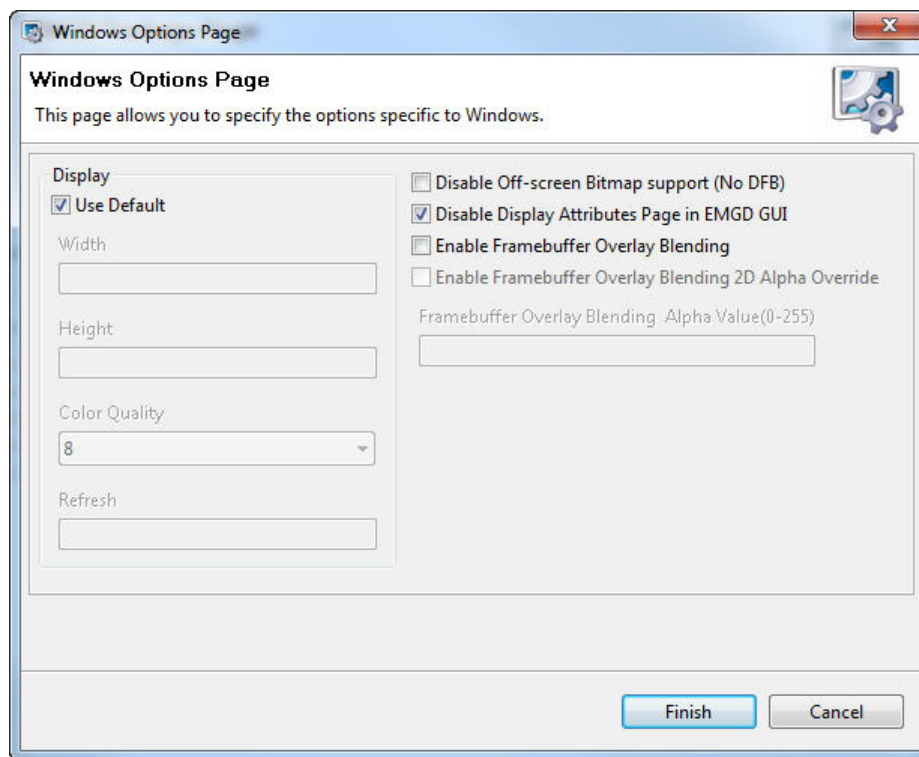 Windows Options Page
Windows Options Page
This page allows you to specify the options specific to Windows.
Display
Use Default
Width
Height
Color Quality
8
Refresh
Disable Off-screen Bitmap support (No DFB)
Disable Display Attributes Page in EMGD GUI
Enable Framebuffer Overlay Blending
Enable Framebuffer Overlay Blending 2D Alpha Override
Framebuffer Overlay Blending Alpha Value(0-255)
Finish
Cancel